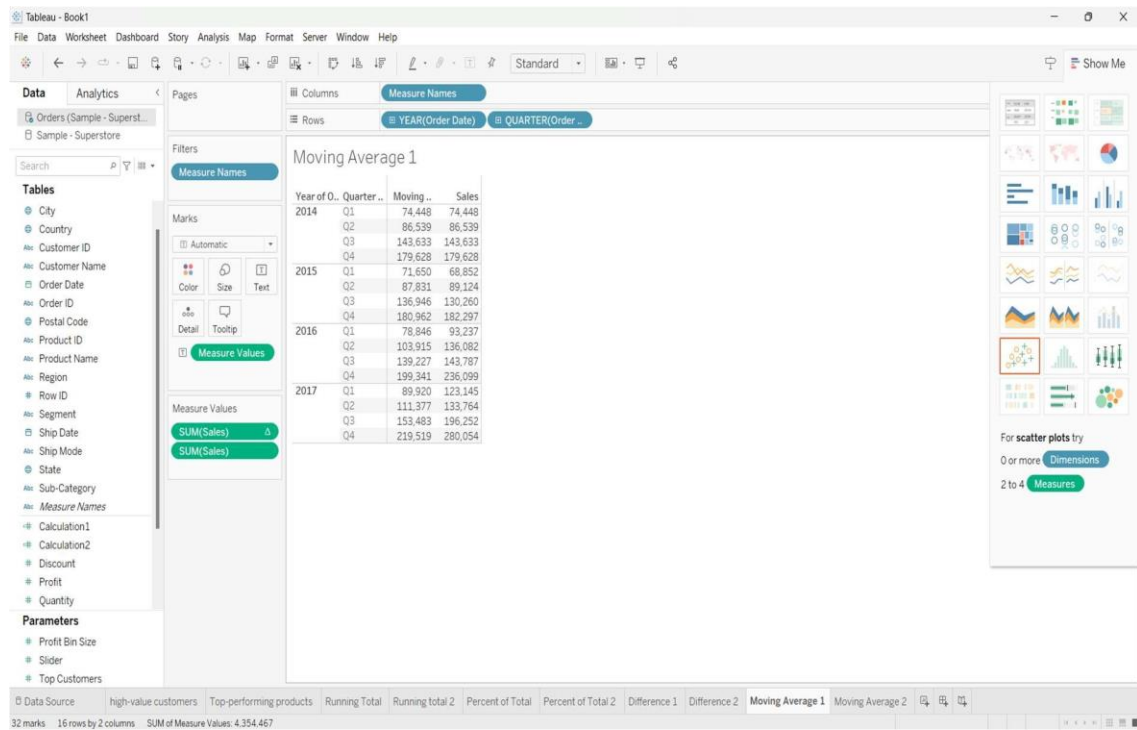 Tableau - Book1
File Data Worksheet Dashboard Story Analysis Map Format Server Window Help
Standard
Show Me
Data Analytics
Orders (Sample - Superst...
Sample - Superstore
Search
Tables
City
Country
Abc Customer ID
Abc Customer Name
Order Date
Abc Order ID
Postal Code
Abc Product ID
Abc Product Name
Abc Region
# Row ID
Abc Segment
Ship Date
Abc Ship Mode
State
Abc Sub-Category
Abc Measure Names
=# Calculation1
=# Calculation2
# Discount
# Profit
# Quantity
Parameters
# Profit Bin Size
# Slider
# Top Customers
Pages
Filters
Measure Names
Marks
Automatic
Color Size Text
Detail Tooltip
Measure Values
Measure Values
SUM(Sales) Δ
SUM(Sales)
Columns Measure Names
Rows YEAR(Order Date) QUARTER(Order ..
Moving Average 1
Year of O.. Quarter .. Moving .. Sales
2014 Q1 74,448 74,448
Q2 86,539 86,539
Q3 143,633 143,633
Q4 179,628 179,628
2015 Q1 71,650 68,852
Q2 87,831 89,124
Q3 136,946 130,260
Q4 180,962 182,297
2016 Q1 78,846 93,237
Q2 103,915 136,082
Q3 139,227 143,787
Q4 199,341 236,099
2017 Q1 89,920 123,145
Q2 111,377 133,764
Q3 153,483 196,252
Q4 219,519 280,054
For scatter plots try
0 or more Dimensions
2 to 4 Measures
Data Source high-value customers Top-performing products Running Total Running total 2 Percent of Total Percent of Total 2 Difference 1 Difference 2 Moving Average 1 Moving Average 2
32 marks 16 rows by 2 columns SUM of Measure Values: 4,354,467